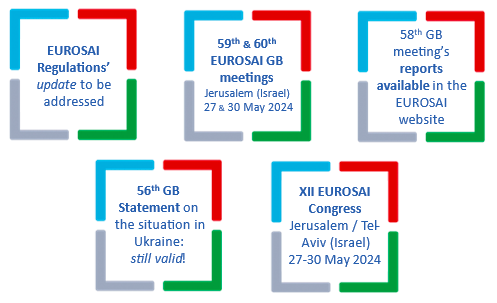 EUROSAI
Regulations'
update to be
addressed
59th & 60th
EUROSAI GB
meetings
Jerusalem (Israel)
27 & 30 May 2024
58th GB
meeting's
reports
available in the
EUROSAI
website
56th GB
Statement on
the situation in
Ukraine:
still valid!
XII EUROSAI
Congress
Jerusalem / Tel-
Aviv (Israel)
27-30 May 2024